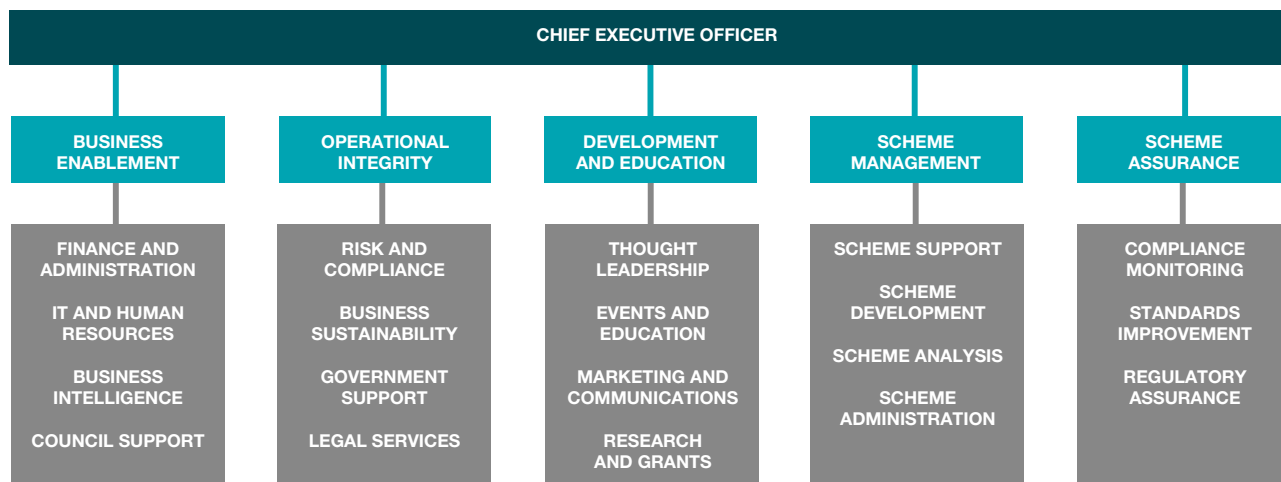 CHIEF EXECUTIVE OFFICER
BUSINESS
ENABLEMENT
OPERATIONAL
INTEGRITY
DEVELOPMENT
AND EDUCATION
SCHEME
MANAGEMENT
SCHEME
ASSURANCE
FINANCE AND
ADMINISTRATION
IT AND HUMAN
RESOURCES
BUSINESS
INTELLIGENCE
COUNCIL SUPPORT
RISK AND
COMPLIANCE
BUSINESS
SUSTAINABILITY
GOVERNMENT
SUPPORT
LEGAL SERVICES
THOUGHT
LEADERSHIP
EVENTS AND
EDUCATION
MARKETING AND
COMMUNICATIONS
RESEARCH
AND GRANTS
SCHEME SUPPORT
SCHEME
DEVELOPMENT
SCHEME ANALYSIS
SCHEME
ADMINISTRATION
COMPLIANCE
MONITORING
STANDARDS
IMPROVEMENT
REGULATORY
ASSURANCE